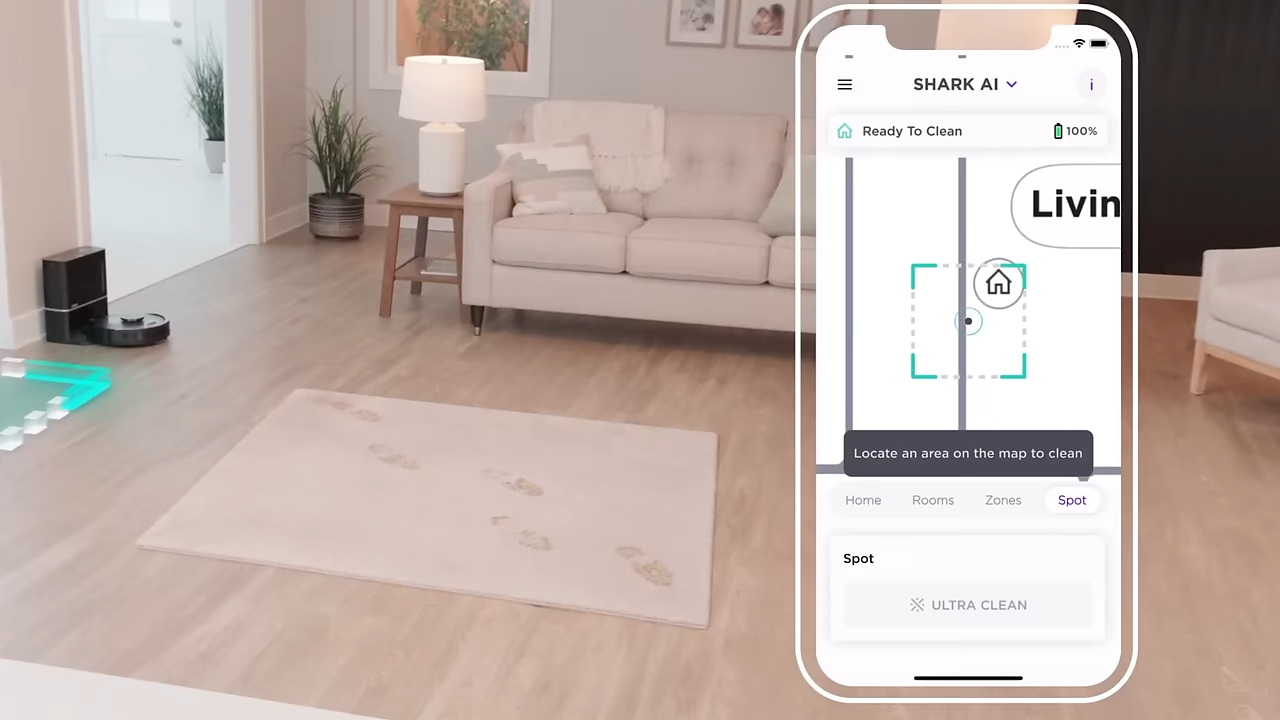 SHARK AI
i
Ready To Clean
100%
Livin
Locate an area on the map to clean
Home Rooms Zones Spot
Spot
ULTRA CLEAN